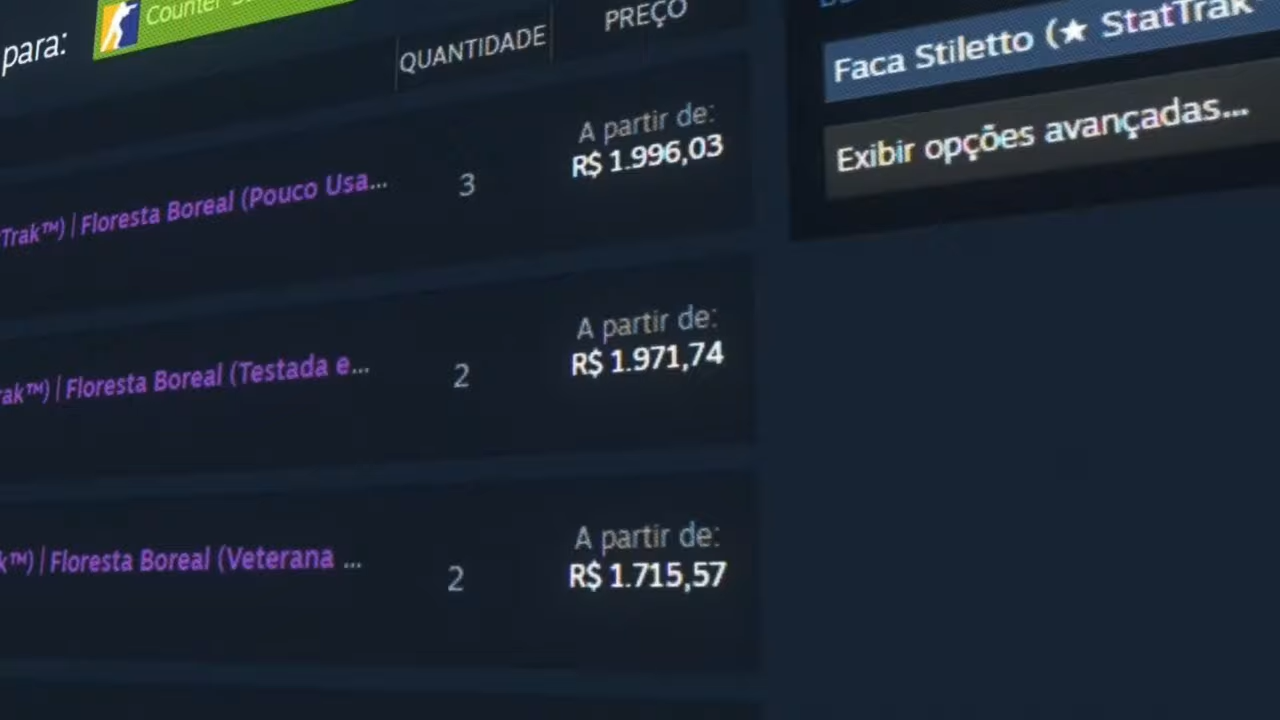 para:
Counter
QUANTIDADE
PREÇO
Trak™) | Floresta Boreal (Pouco Usa...
3
A partir de:
R$ 1.996,03
rak™) | Floresta Boreal (Testada e...
2
A partir de:
R$ 1.971,74
k™) | Floresta Boreal (Veterana ...
2
A partir de:
R$ 1.715,57
Faca Stiletto (★ StatTrak
Exibir opções avançadas...